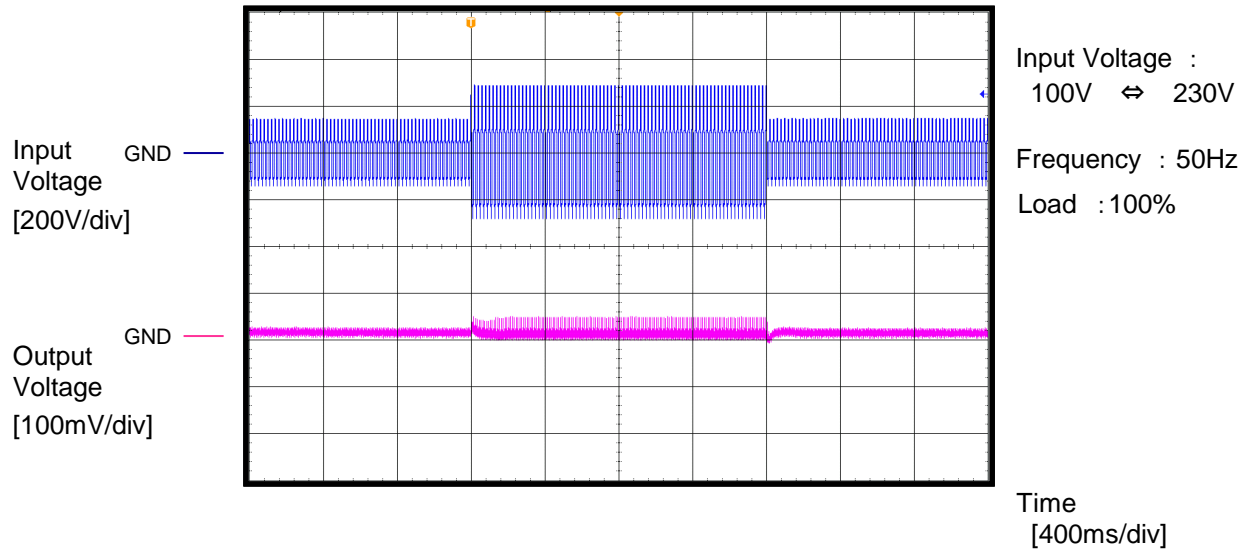 T
Input Voltage :
100V ⇔ 230V
Frequency : 50Hz
Load : 100%
Input
Voltage
[200V/div]
GND
GND
Output
Voltage
[100mV/div]
Time
[400ms/div]